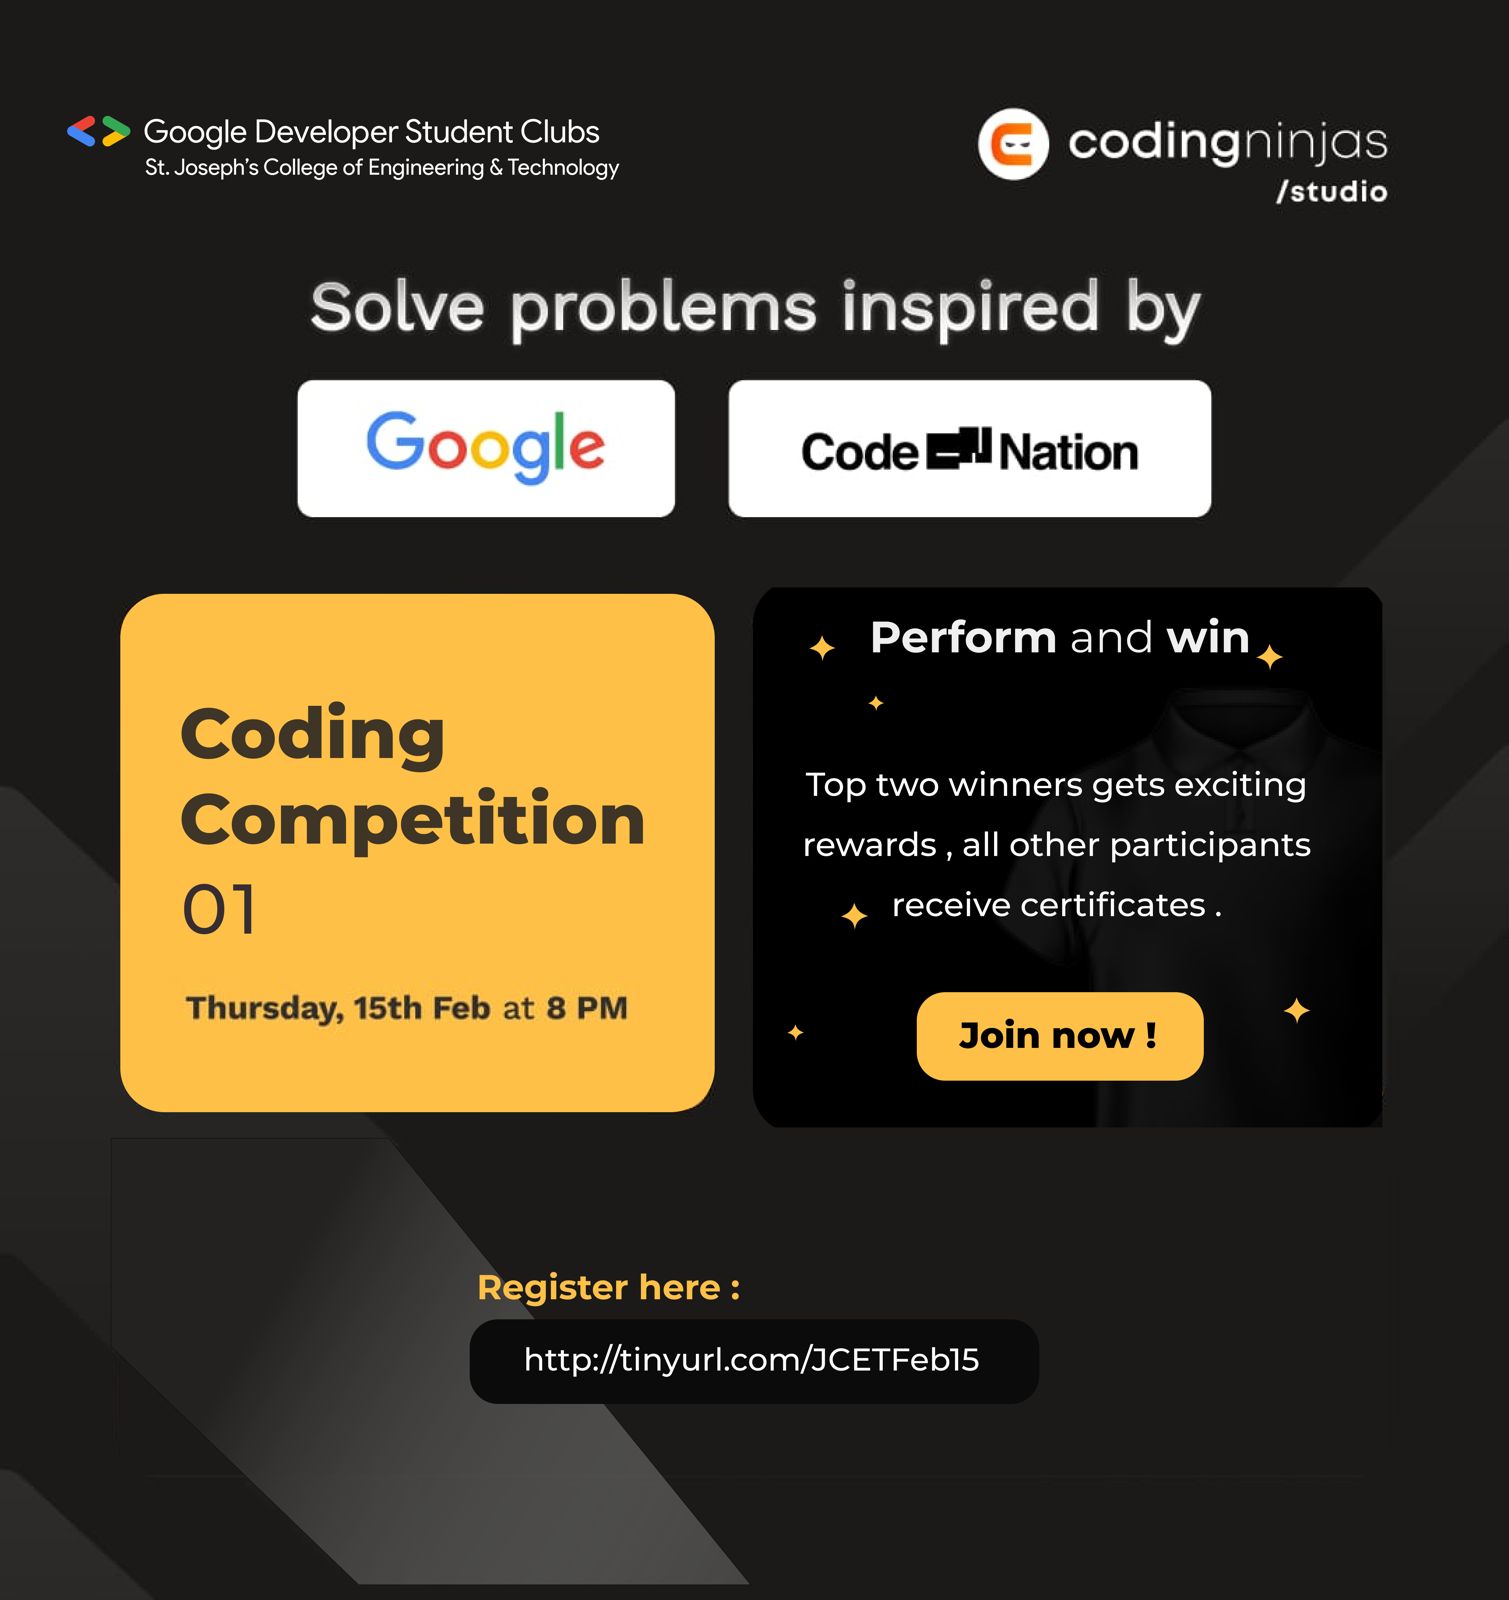 Google Developer Student Clubs
St. Joseph's College of Engineering & Technology
codingninjas
/studio
Solve problems inspired by
Google
Code Nation
Coding
Competition
01
Thursday, 15th Feb at 8 PM
Perform and win
Top two winners gets exciting
rewards , all other participants
receive certificates .
Join now !
Register here :
http://tinyurl.com/JCETFeb15